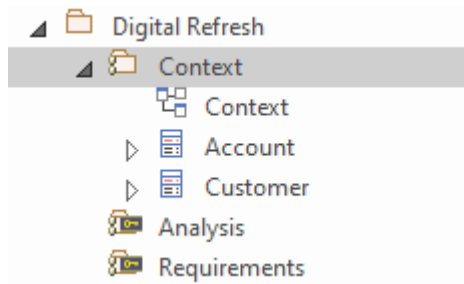 Digital Refresh
Context
Context
Account
Customer
Analysis
Requirements